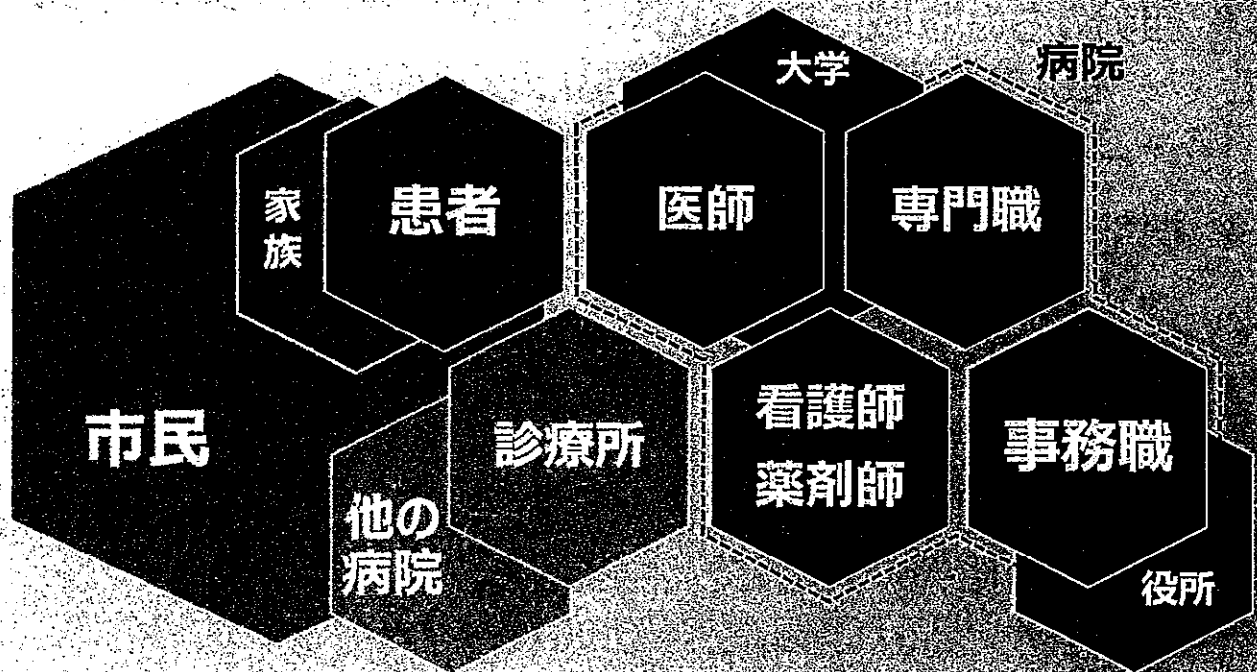 大学
病院
家族
患者
医師
専門職
市民
診療所
看護師
薬剤師
事務職
他の
病院
役所